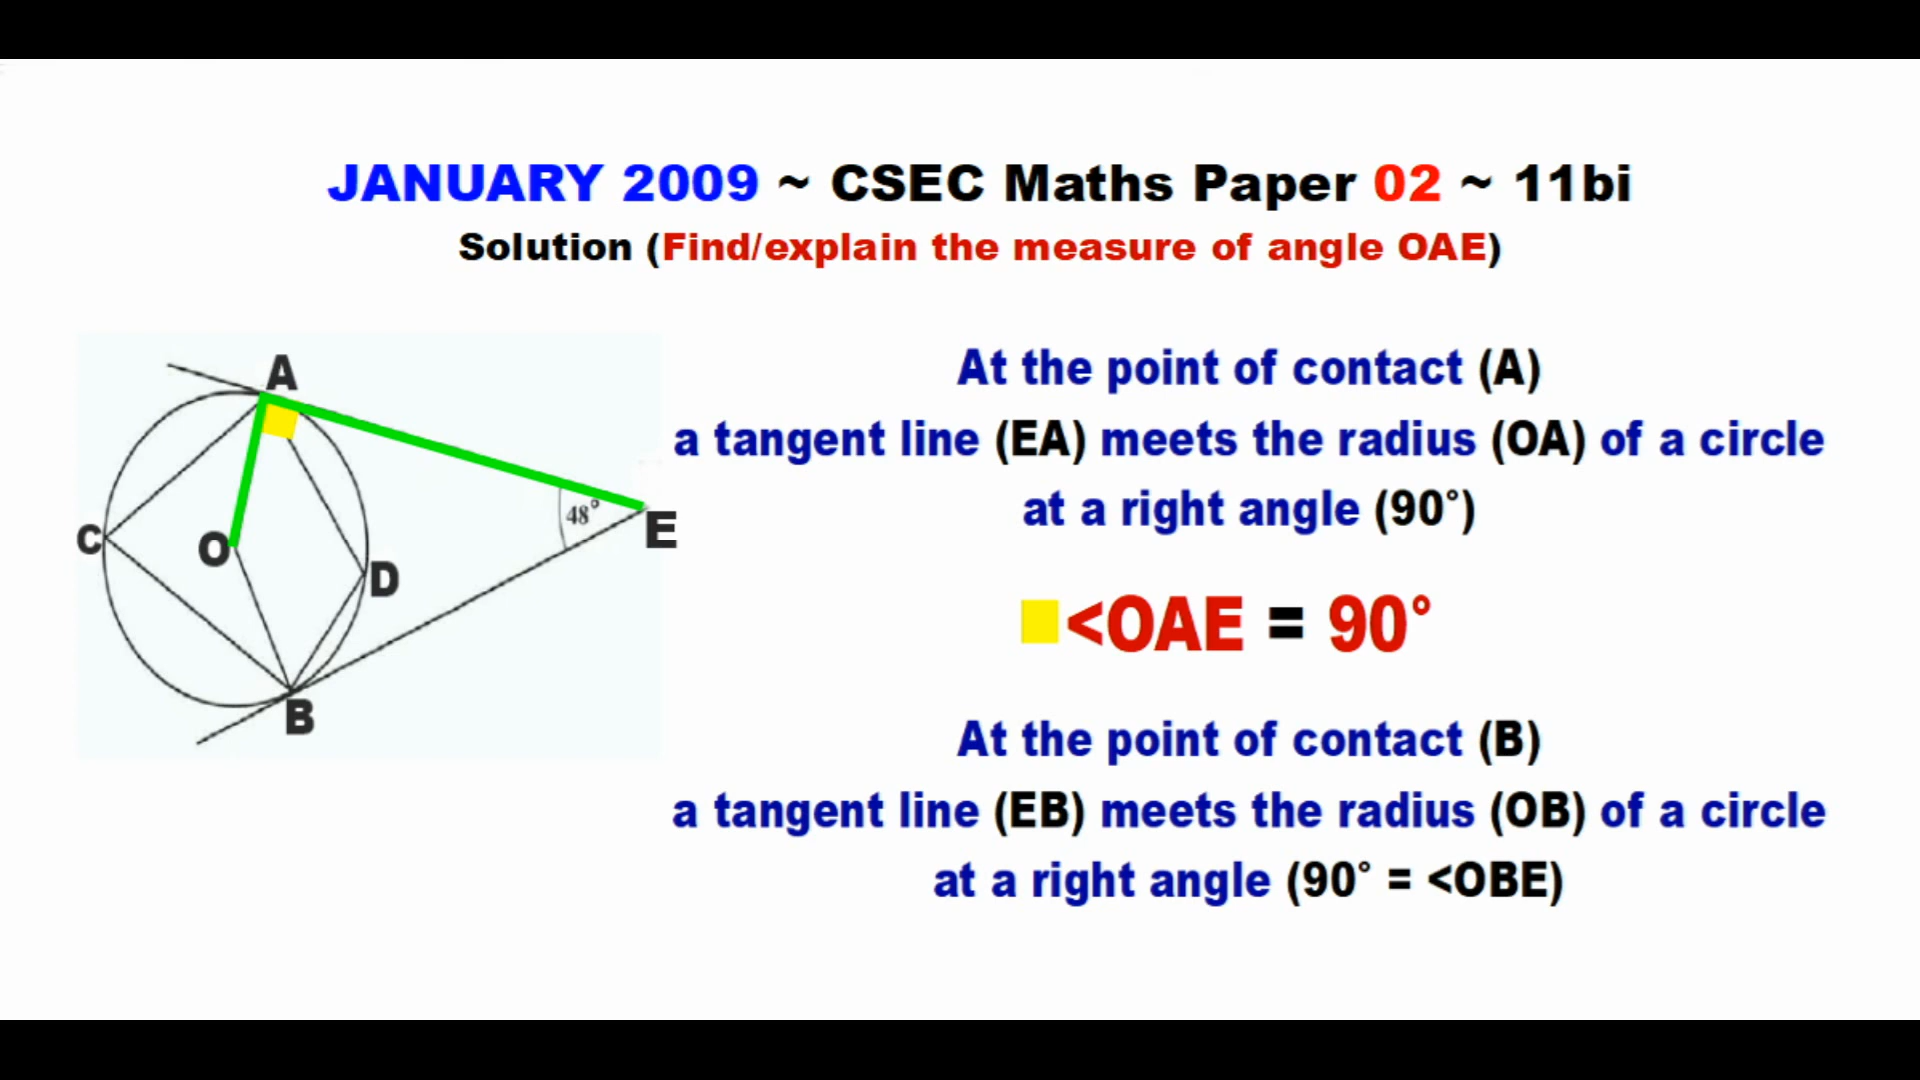 JANUARY 2009 ~ CSEC Maths Paper 02 ~ 11bi
Solution (Find/explain the measure of angle OAE)
A
C
O
D
B
48°
E
At the point of contact (A)
a tangent line (EA) meets the radius (OA) of a circle
at a right angle (90°)
<OAE = 90°
At the point of contact (B)
a tangent line (EB) meets the radius (OB) of a circle
at a right angle (90° = <OBE)